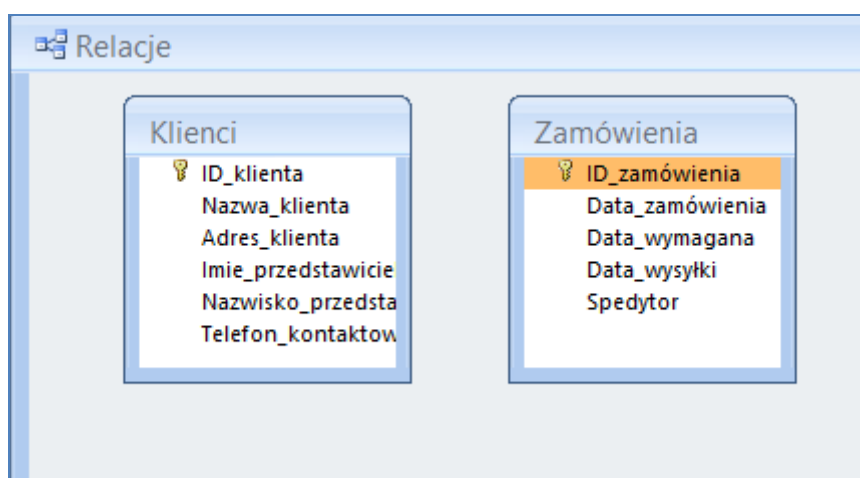 Relacje
Klienci
ID_klienta
Nazwa_klienta
Adres_klienta
Imie_przedstawicie
Nazwisko_przedsta
Telefon_kontaktow
Zamówienia
ID_zamówienia
Data_zamówienia
Data_wymagana
Data_wysyłki
Spedytor